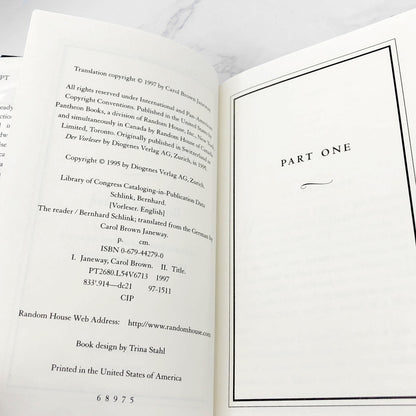 PT
eady
ction
d
u
se
Translation copyright © 1997 by Carol Brown Janeway
All rights reserved under International and Pan-American
Copyright Conventions. Published in the United States by
Pantheon Books, a division of Random House, Inc., New York,
and simultaneously in Canada by Random House of Canada
Limited, Toronto. Originally published in Switzerland as
Der Vorleser by Diogenes Verlag AG, Zurich, in 1995.
Copyright © 1995 by Diogenes Verlag AG, Zurich
Library of Congress Cataloging-in-Publication Data
Schlink, Bernhard.
[Vorleser. English]
The reader / Bernhard Schlink; translated from the German by
Carol Brown Janeway.
p. cm.
ISBN 0-679-44279-0
I. Janeway, Carol Brown. II. Title.
PT2680.L54V6713 1997
833'.914—dc21 97-1511
CIP
Random House Web Address: http://www.randomhouse.com
Book design by Trina Stahl
Printed in the United States of America
6 8 9 7 5
PART ONE